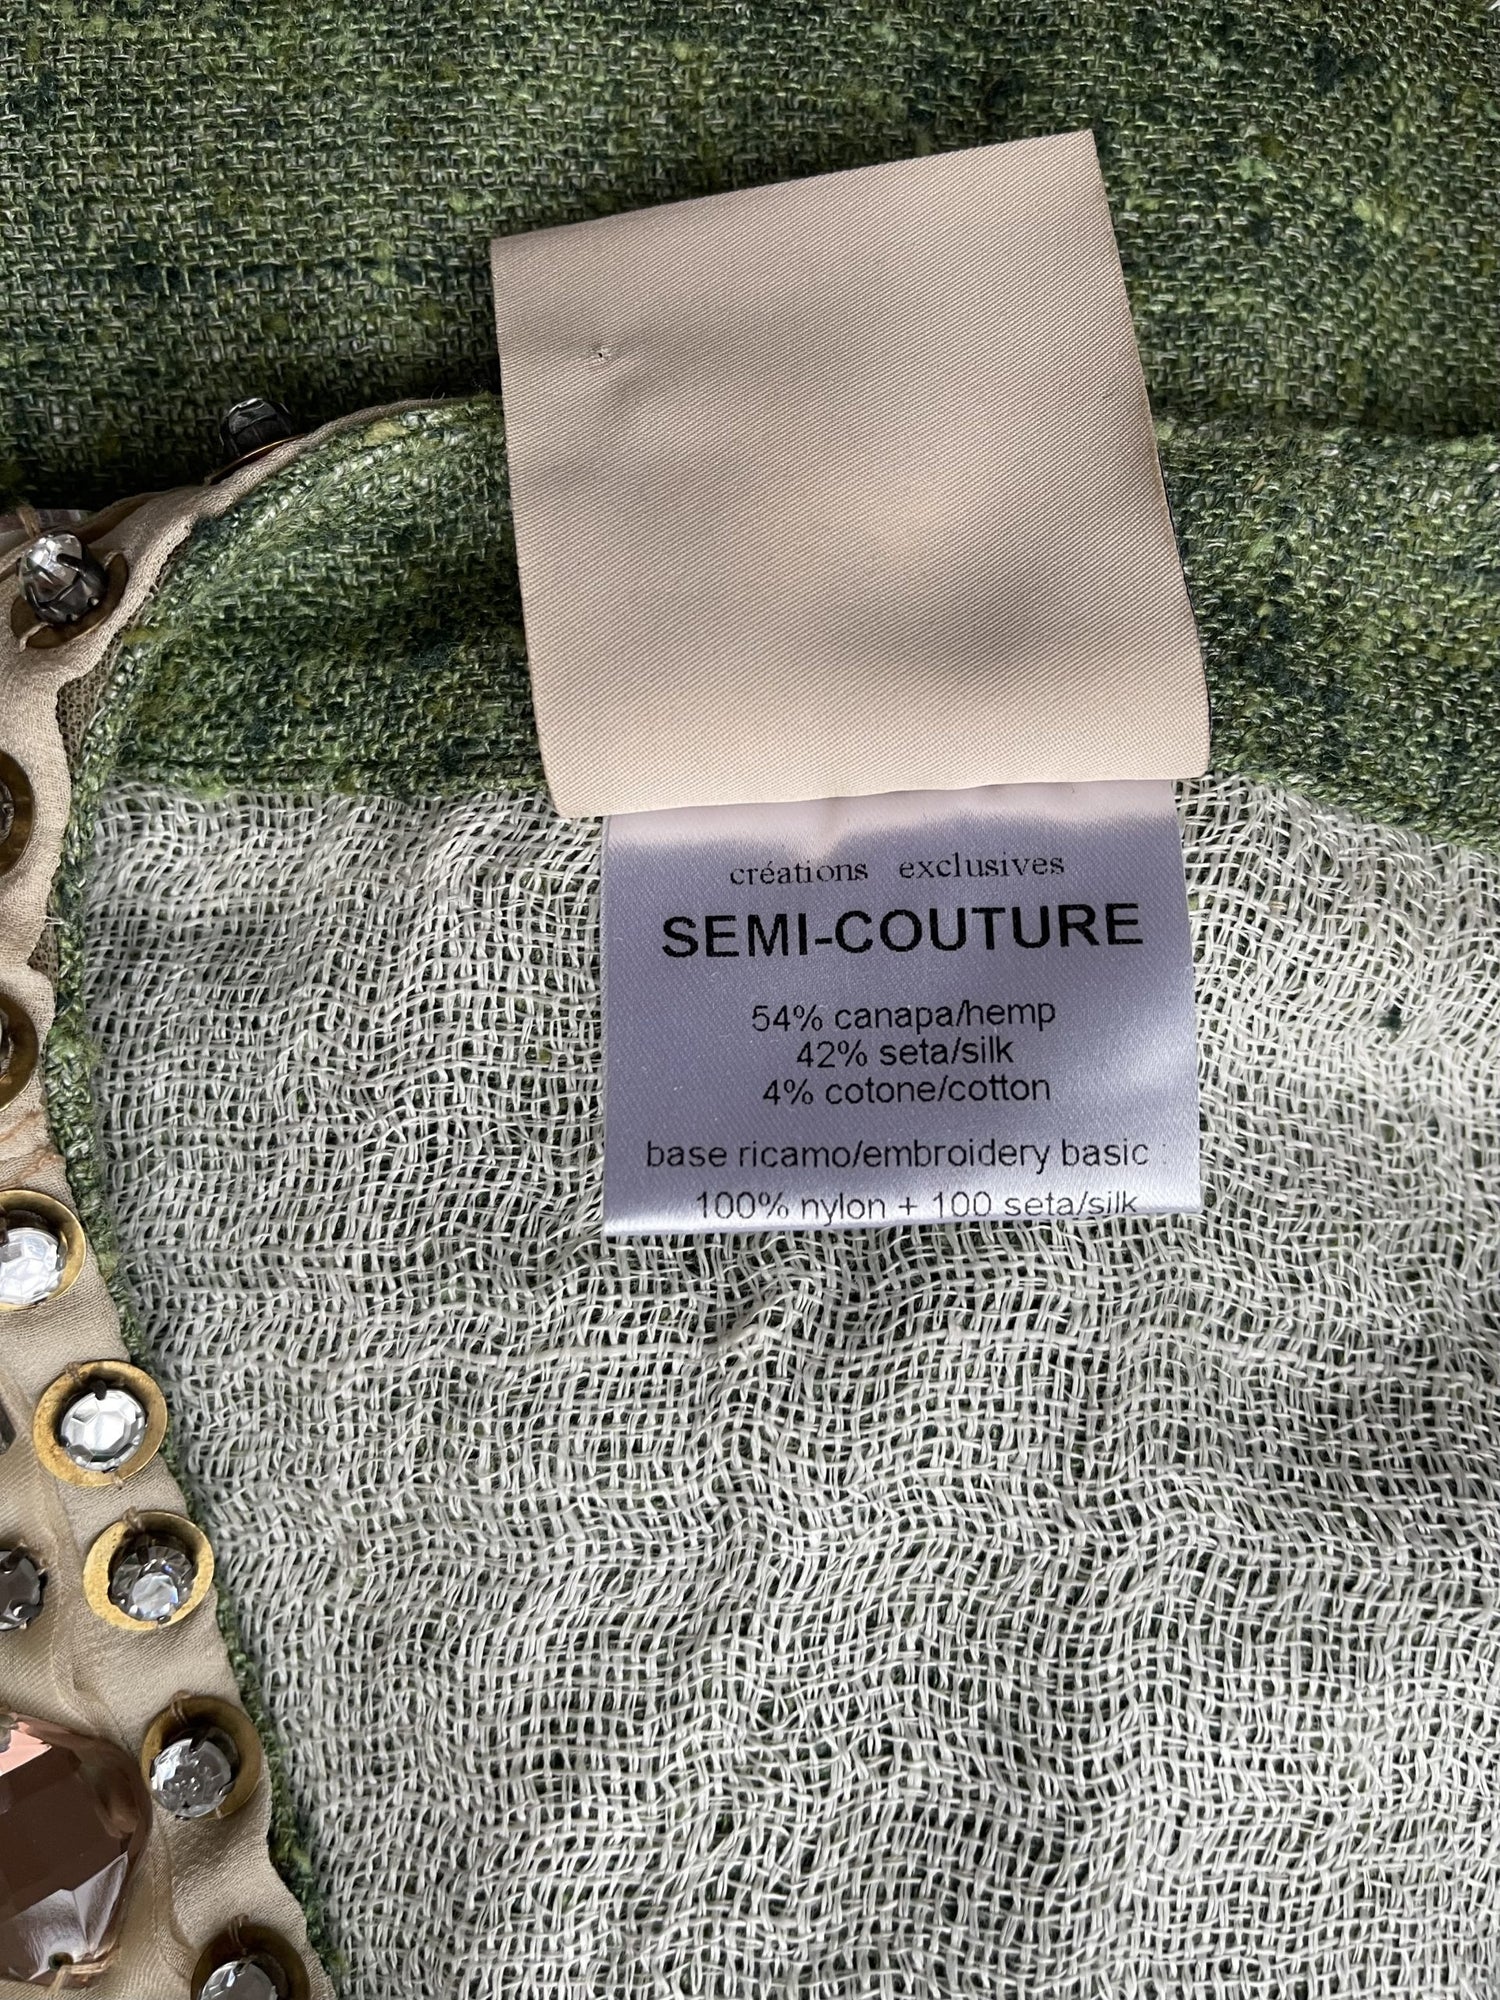 créations exclusives
SEMI-COUTURE
54% canapa/hemp
42% seta/silk
4% cotone/cotton
base ricamo/embroidery basic :
100% nylon + 100 seta/silk